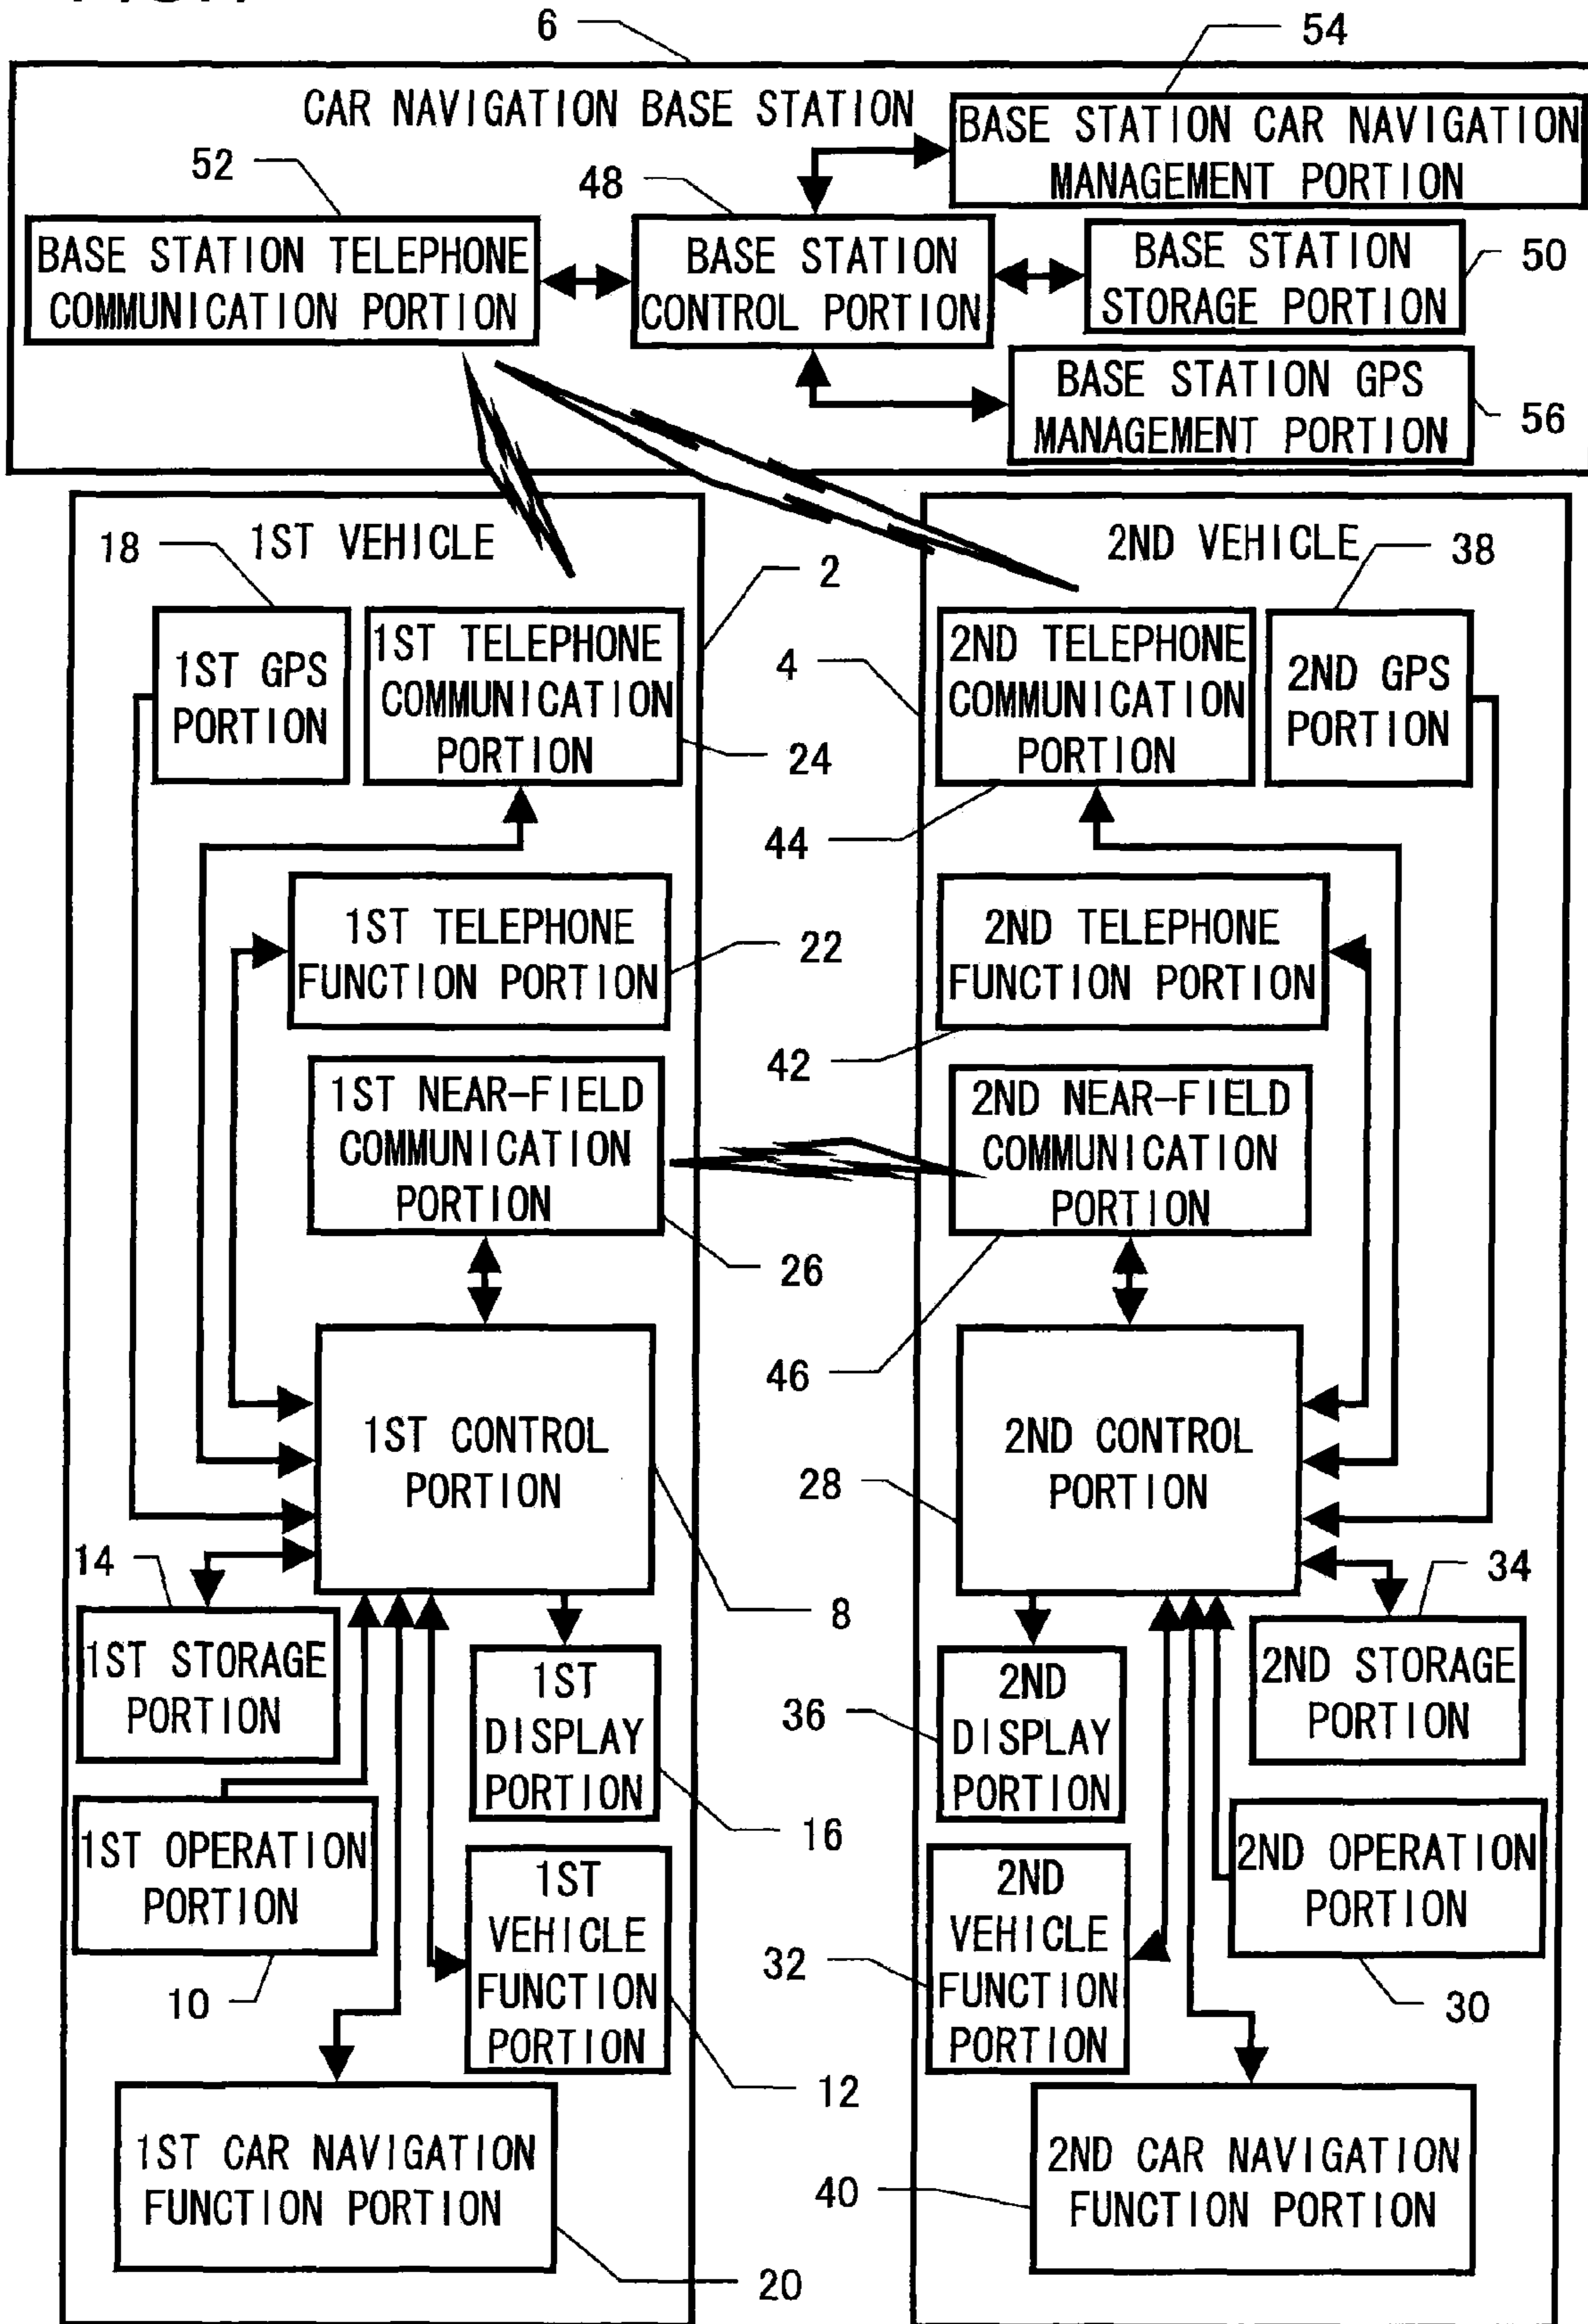 6
54
CAR NAVIGATION BASE STATION
BASE STATION CAR NAVIGATION
MANAGEMENT PORTION
52
48
BASE STATION TELEPHONE
COMMUNICATION PORTION
BASE STATION
CONTROL PORTION
BASE STATION
STORAGE PORTION
50
BASE STATION GPS
MANAGEMENT PORTION
56
1ST VEHICLE
18
2
1ST GPS
PORTION
1ST TELEPHONE
COMMUNICATION
PORTION
24
1ST TELEPHONE
FUNCTION PORTION
22
1ST NEAR-FIELD
COMMUNICATION
PORTION
26
1ST CONTROL
PORTION
8
14
1ST STORAGE
PORTION
1ST
DISPLAY
PORTION
16
1ST OPERATION
PORTION
10
1ST
VEHICLE
FUNCTION
PORTION
12
1ST CAR NAVIGATION
FUNCTION PORTION
20
2ND VEHICLE
38
4
2ND TELEPHONE
COMMUNICATION
PORTION
44
2ND GPS
PORTION
2ND TELEPHONE
FUNCTION PORTION
42
2ND NEAR-FIELD
COMMUNICATION
PORTION
46
2ND CONTROL
PORTION
28
34
2ND STORAGE
PORTION
2ND
DISPLAY
PORTION
36
2ND OPERATION
PORTION
30
2ND
VEHICLE
FUNCTION
PORTION
32
2ND CAR NAVIGATION
FUNCTION PORTION
40